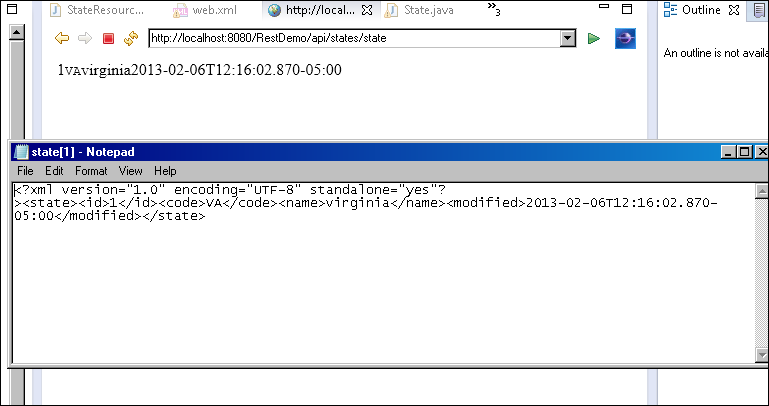 StateResourc... web.xml http://local... State.java »3 Outline
http://localhost:8080/RestDemo/api/states/state
An outline is not availa
1VAvirginia2013-02-06T12:16:02.870-05:00
state[1] - Notepad
File Edit Format View Help
<?xml version="1.0" encoding="UTF-8" standalone="yes"?
><state><id>1</id><code>VA</code><name>virginia</name><modified>2013-02-06T12:16:02.870-
05:00</modified></state>